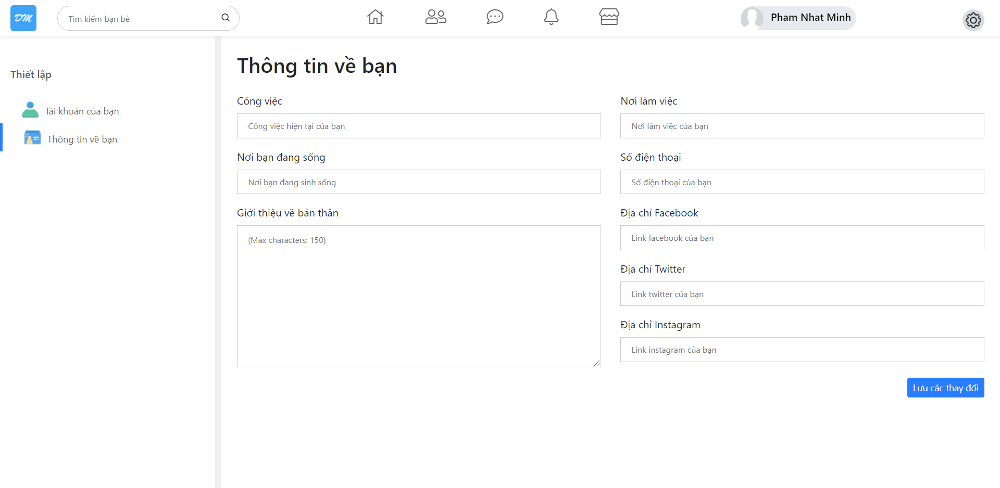 DM
Tìm kiếm bạn bè
Pham Nhat Minh
Thiết lập
Tài khoản của bạn
Thông tin về bạn
Thông tin về bạn
Công việc
Công việc hiện tại của bạn
Nơi làm việc
Nơi làm việc của bạn
Nơi bạn đang sống
Nơi bạn đang sinh sống
Số điện thoại
Số điện thoại của bạn
Giới thiệu về bản thân
(Max characters: 150)
Địa chỉ Facebook
Link facebook của bạn
Địa chỉ Twitter
Link twitter của bạn
Địa chỉ Instagram
Link instagram của bạn
Lưu các thay đổi